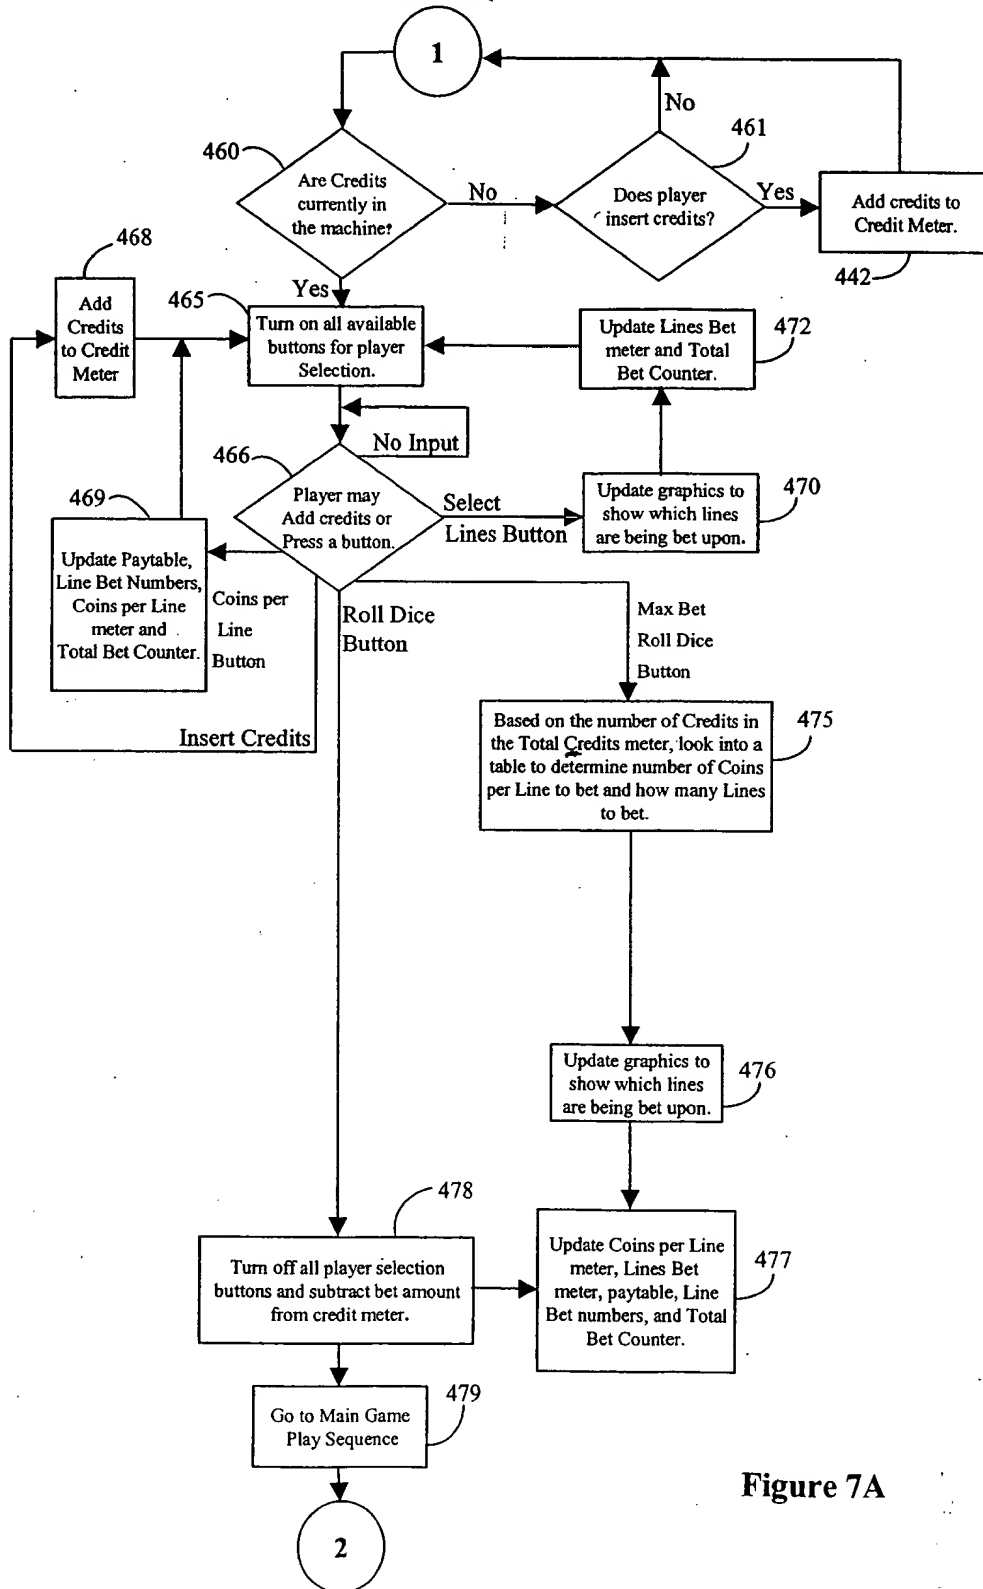 1
No
461
460
Are Credits
currently in
the machine?
No
Does player
insert credits?
Yes
Add credits to
Credit Meter.
442
468
Add
Credits
to Credit
Meter
Yes
465
Turn on all available
buttons for player
Selection.
Update Lines Bet
meter and Total
Bet Counter.
472
No Input
466
Player may
Add credits or
Press a button.
Select
Lines Button
Update graphics to
show which lines
are being bet upon.
470
469
Update Paytable,
Line Bet Numbers,
Coins per Line
meter and
Total Bet Counter.
Coins per
Line
Button
Roll Dice
Button
Max Bet
Roll Dice
Button
Insert Credits
Based on the number of Credits in
the Total Credits meter, look into a
table to determine number of Coins
per Line to bet and how many Lines
to bet.
475
Update graphics to
show which lines
are being bet upon.
476
478
Turn off all player selection
buttons and subtract bet amount
from credit meter.
Update Coins per Line
meter, Lines Bet
meter, paytable, Line
Bet numbers, and Total
Bet Counter.
477
Go to Main Game
Play Sequence
479
2
Figure 7A